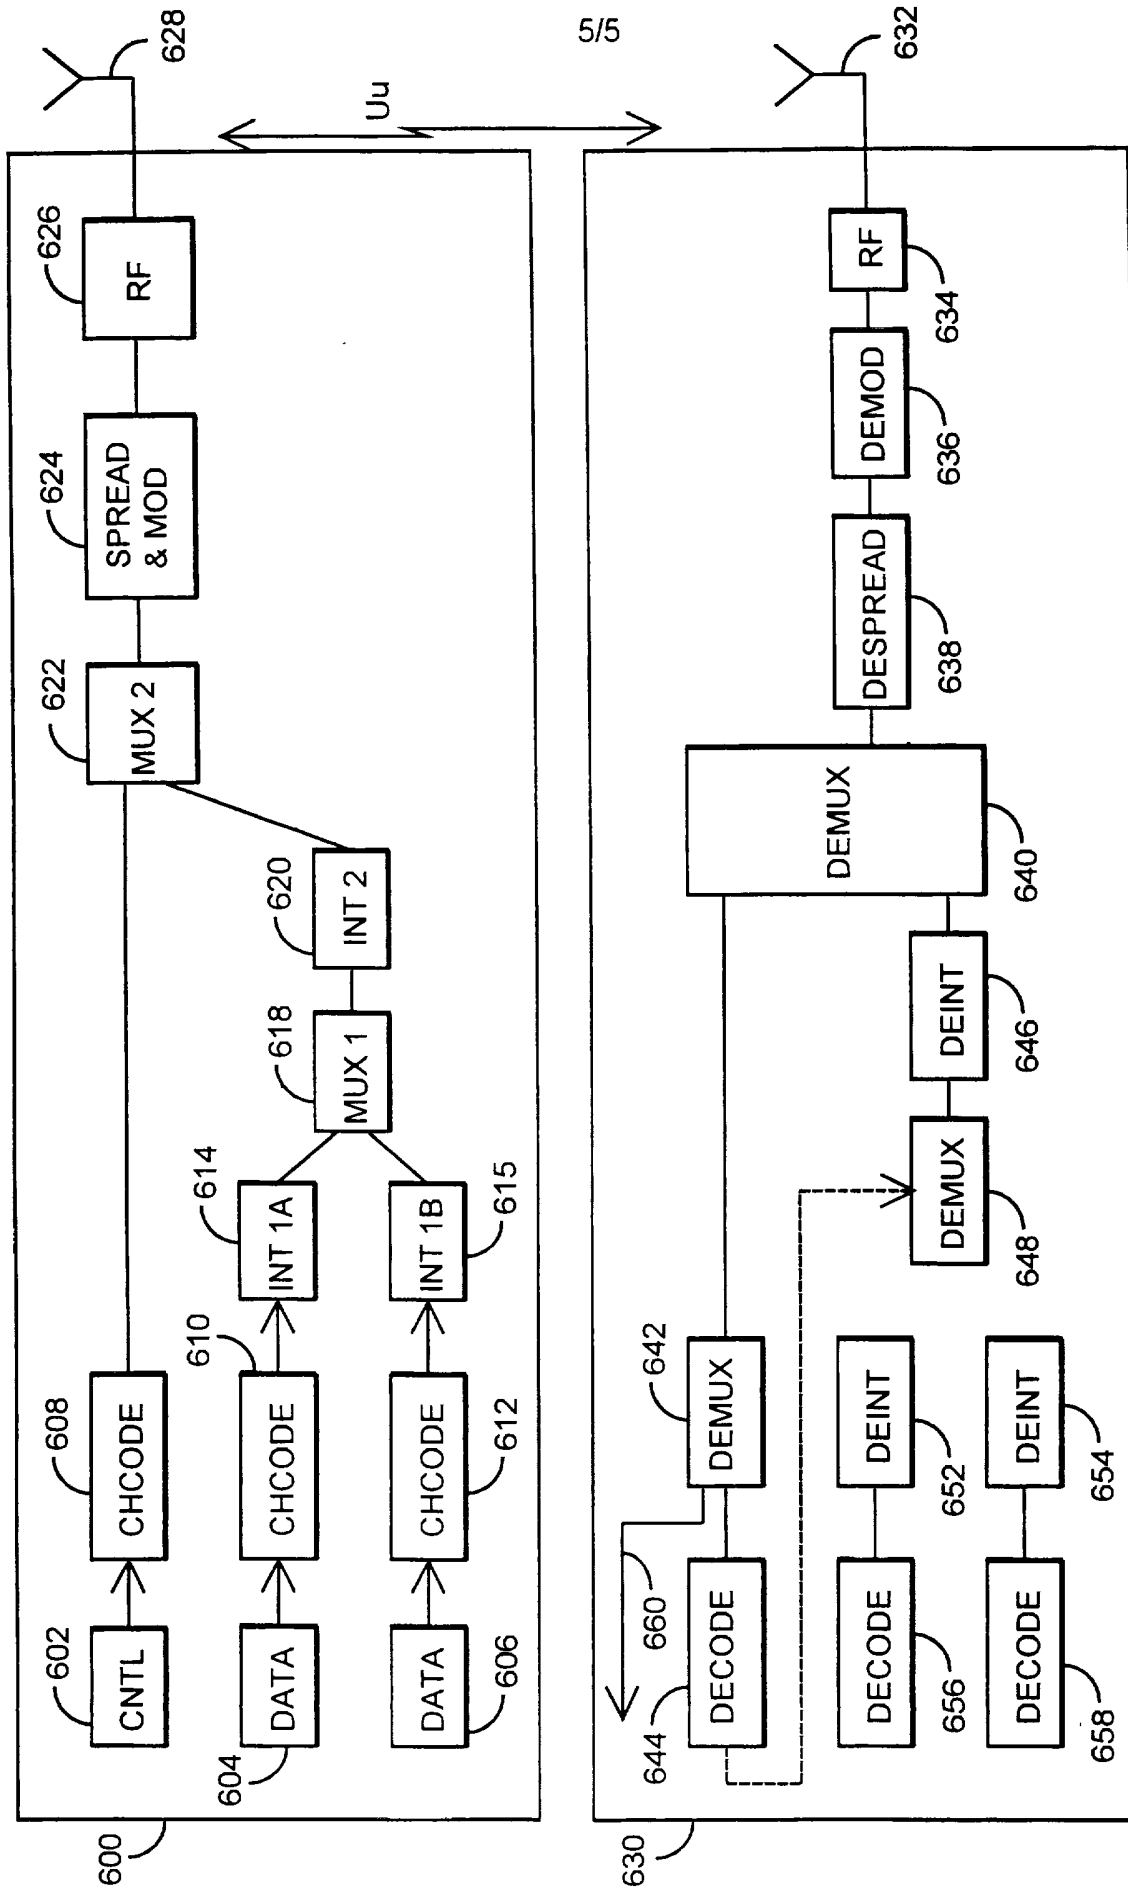 5/5
600
602
CNTL
608
CHCODE
622
MUX 2
624
SPREAD
& MOD
626
RF
628
604
DATA
610
CHCODE
614
INT 1A
618
MUX 1
620
INT 2
606
DATA
612
CHCODE
615
INT 1B
Uu
630
632
660
644
DECODE
642
DEMUX
640
DEMUX
638
DESPREAD
636
DEMOD
634
RF
656
DECODE
652
DEINT
648
DEMUX
646
DEINT
658
DECODE
654
DEINT